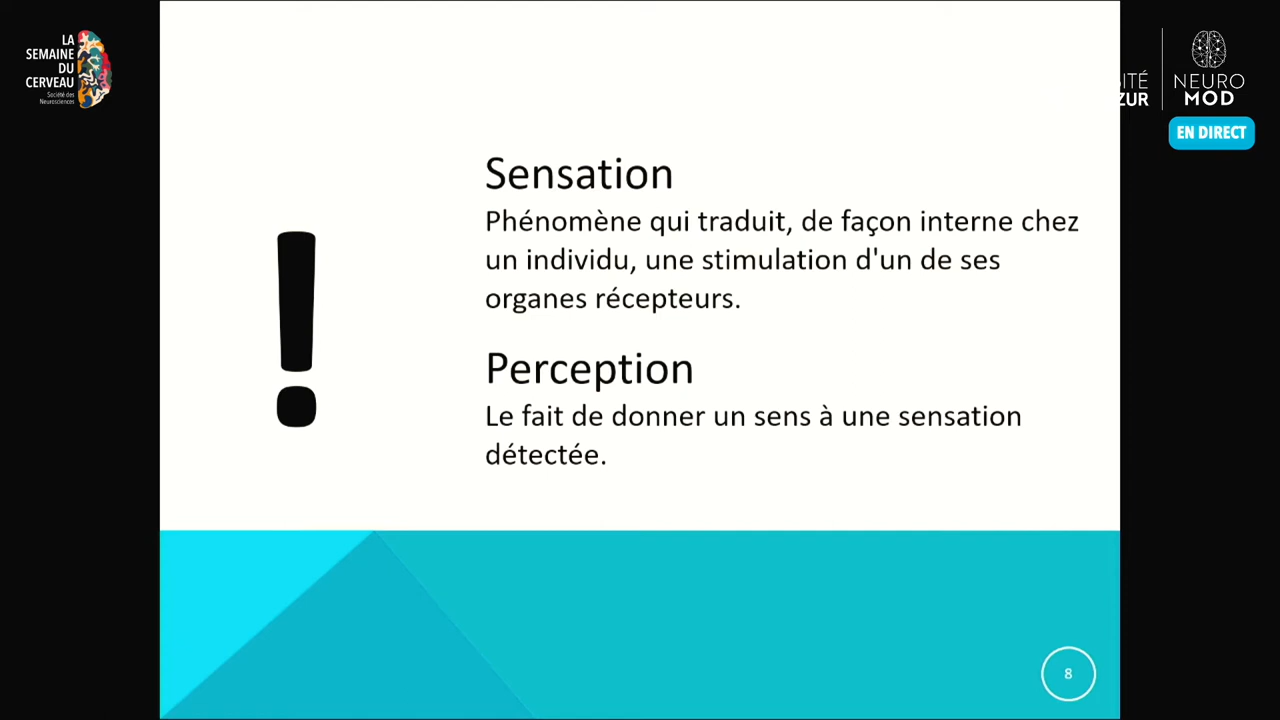 LA
SEMAINE
DU
CERVEAU
Société des
Neurosciences
NEURO
MOD
EN DIRECT
!
Sensation
Phénomène qui traduit, de façon interne chez
un individu, une stimulation d'un de ses
organes récepteurs.
Perception
Le fait de donner un sens à une sensation
détectée.
8